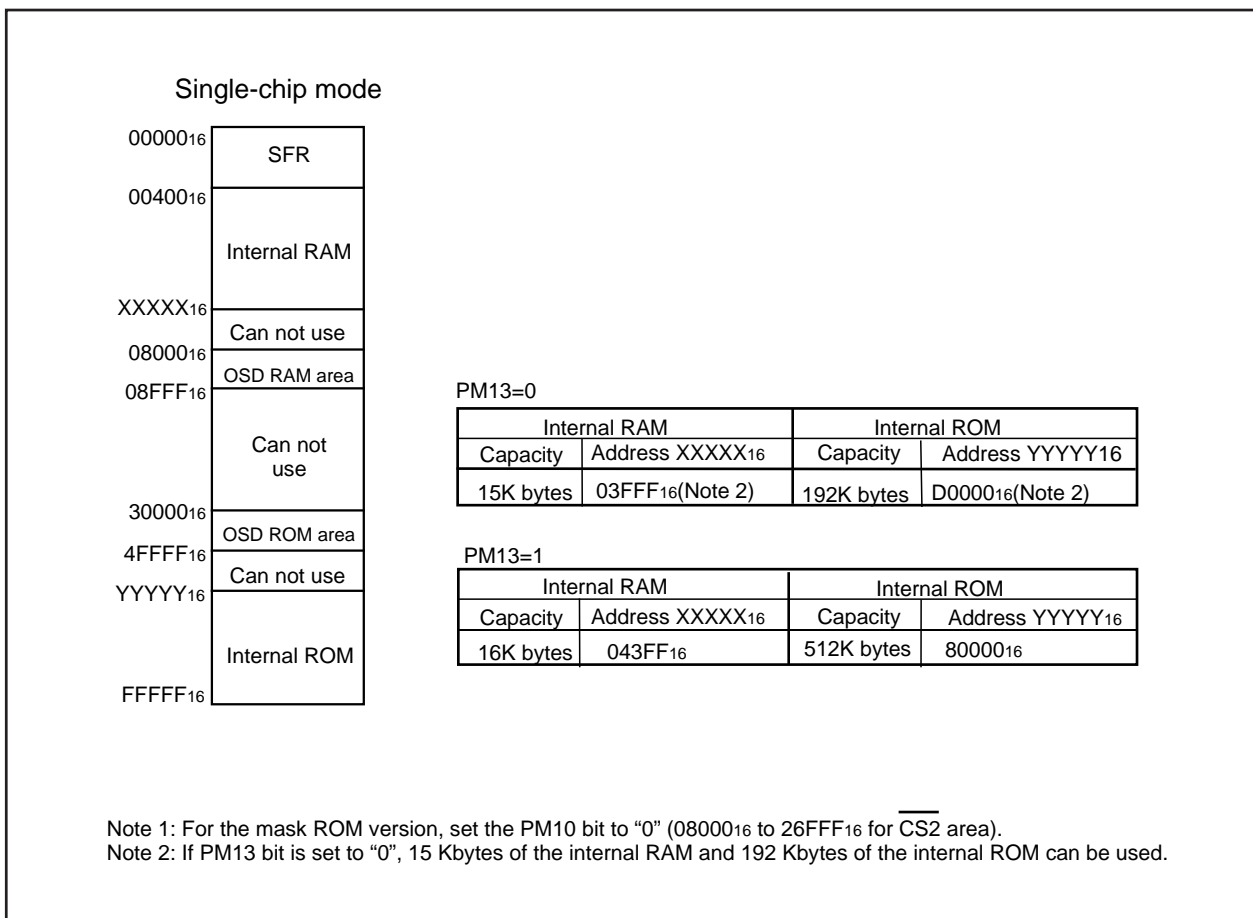 Single-chip mode
0000016
SFR
0040016
Internal RAM
XXXXX16
Can not use
0800016
OSD RAM area
08FFF16
Can not
use
3000016
OSD ROM area
4FFFF16
Can not use
YYYYY16
Internal ROM
FFFFF16
PM13=0
Internal RAM Internal ROM
Capacity Address XXXXX16 Capacity Address YYYYY16
15K bytes 03FFF16(Note 2) 192K bytes D000016(Note 2)
PM13=1
Internal RAM Internal ROM
Capacity Address XXXXX16 Capacity Address YYYYY16
16K bytes 043FF16 512K bytes 8000016
Note 1: For the mask ROM version, set the PM10 bit to “0” (0800016 to 26FFF16 for CS2 area).
Note 2: If PM13 bit is set to “0”, 15 Kbytes of the internal RAM and 192 Kbytes of the internal ROM can be used.